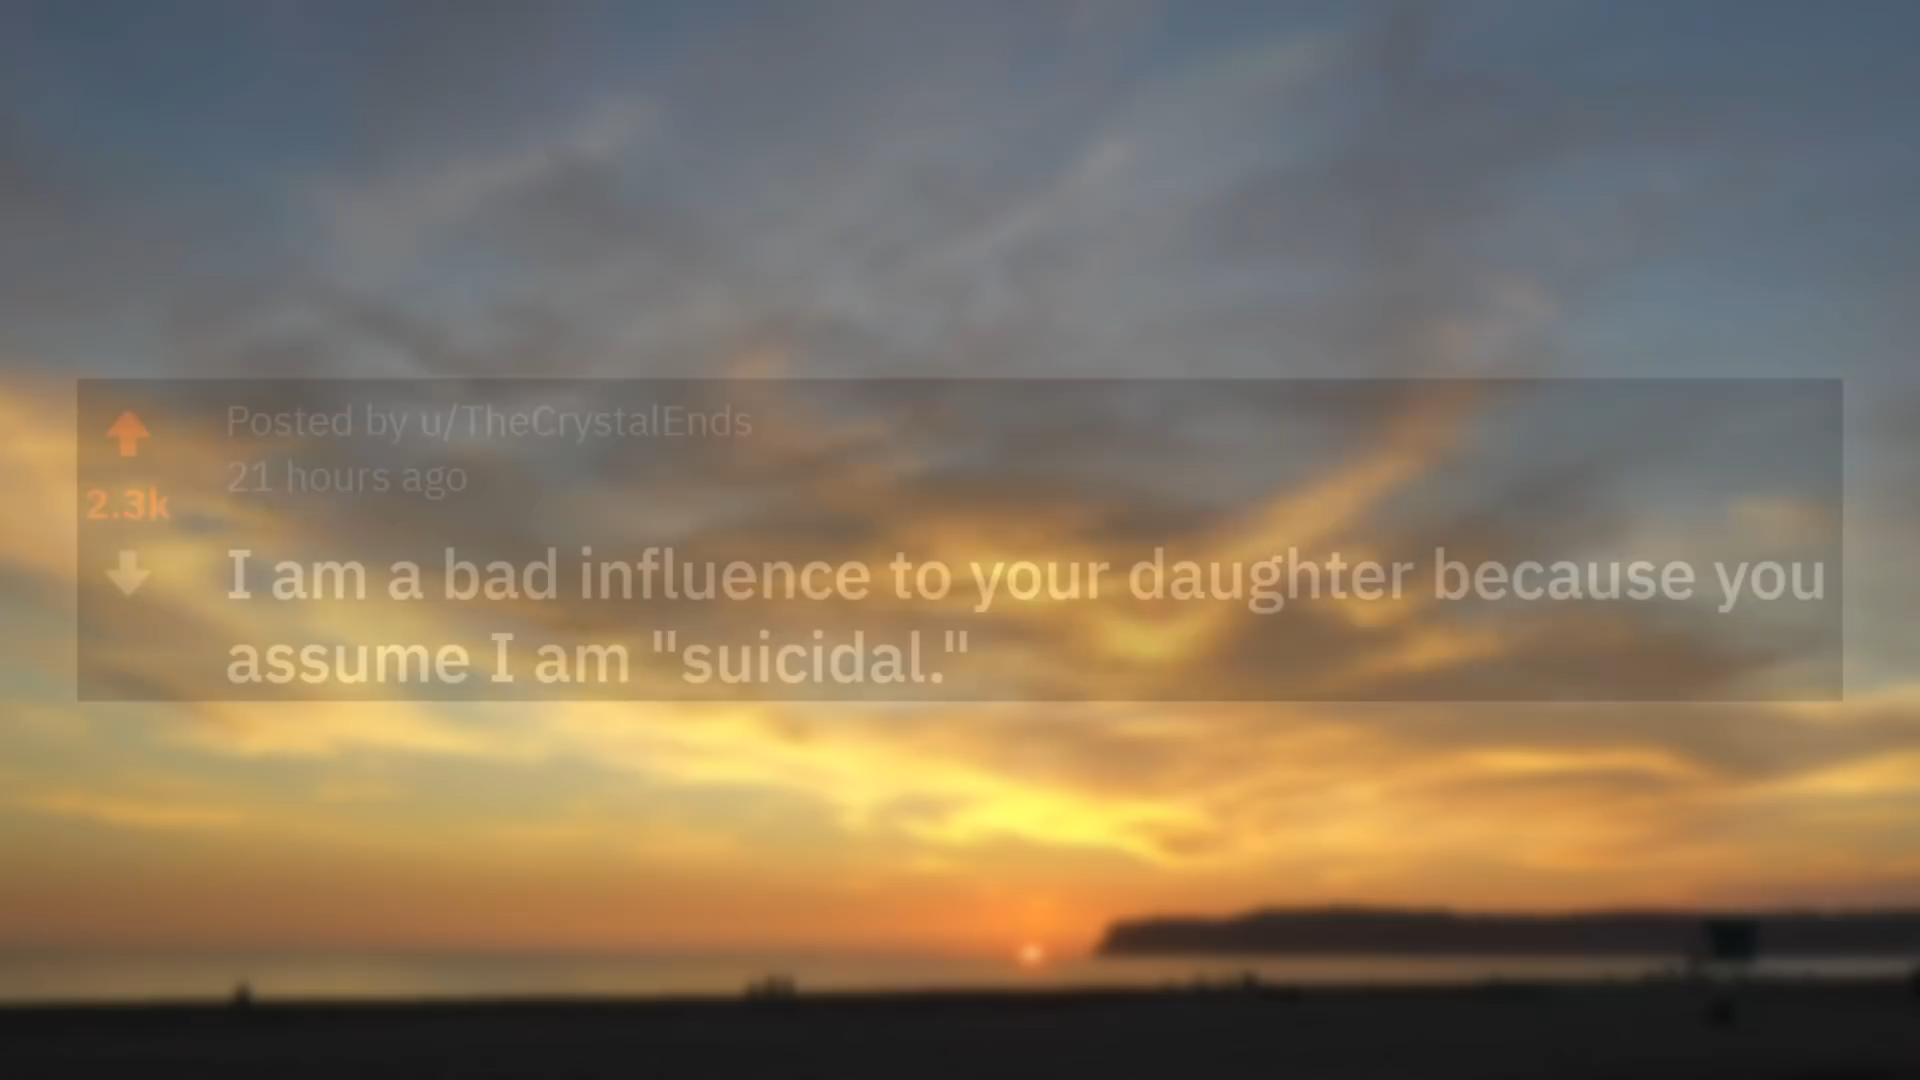 Posted by u/TheCrystalEnds
21 hours ago
2.3k
I am a bad influence to your daughter because you
assume I am "suicidal."